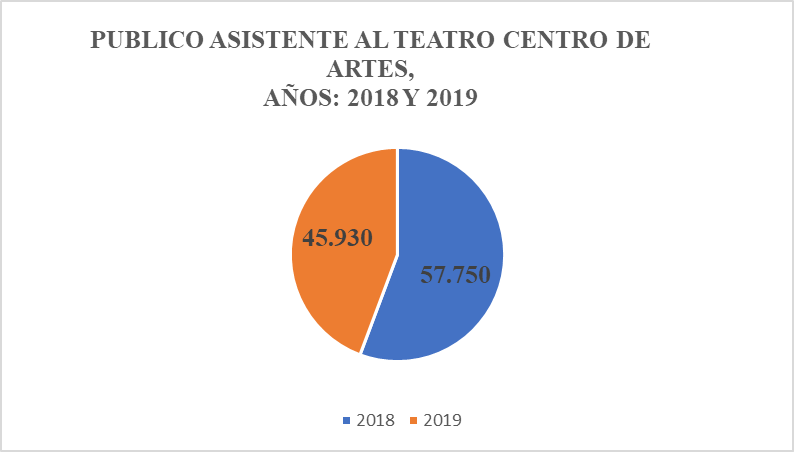 PUBLICO ASISTENTE AL TEATRO CENTRO DE
ARTES,
AÑOS: 2018 Y 2019
45.930
57.750
2018
2019